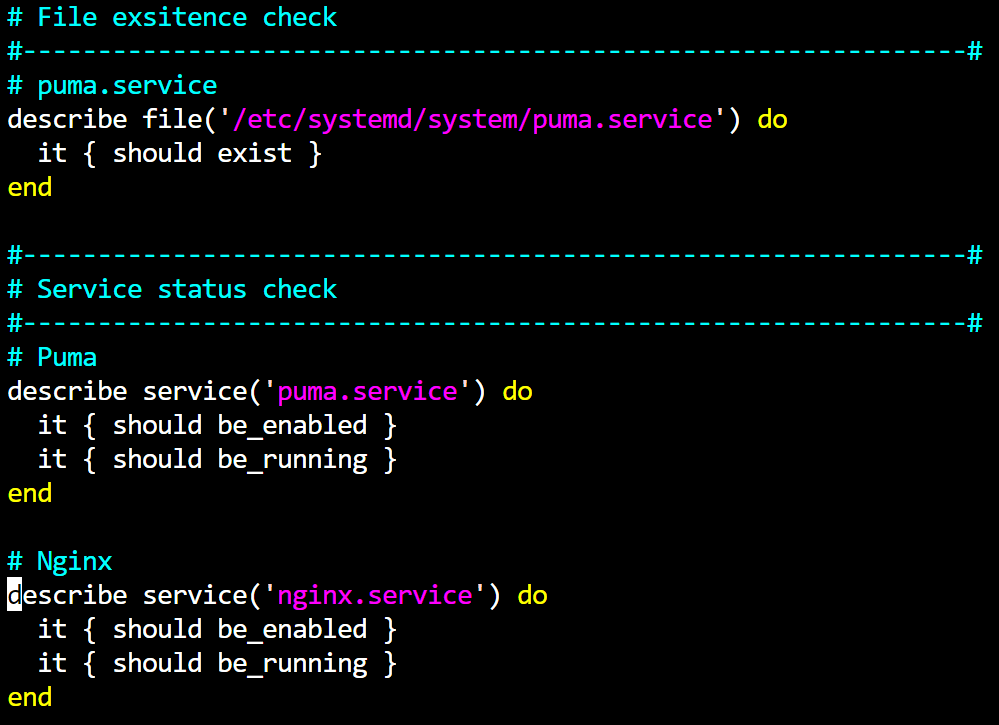 # File exsitence check
#---------------------------------------------------------------#
# puma.service
describe file('/etc/systemd/system/puma.service') do
  it { should exist }
end

#---------------------------------------------------------------#
# Service status check
#---------------------------------------------------------------#
# Puma
describe service('puma.service') do
  it { should be_enabled }
  it { should be_running }
end

# Nginx
describe service('nginx.service') do
  it { should be_enabled }
  it { should be_running }
end